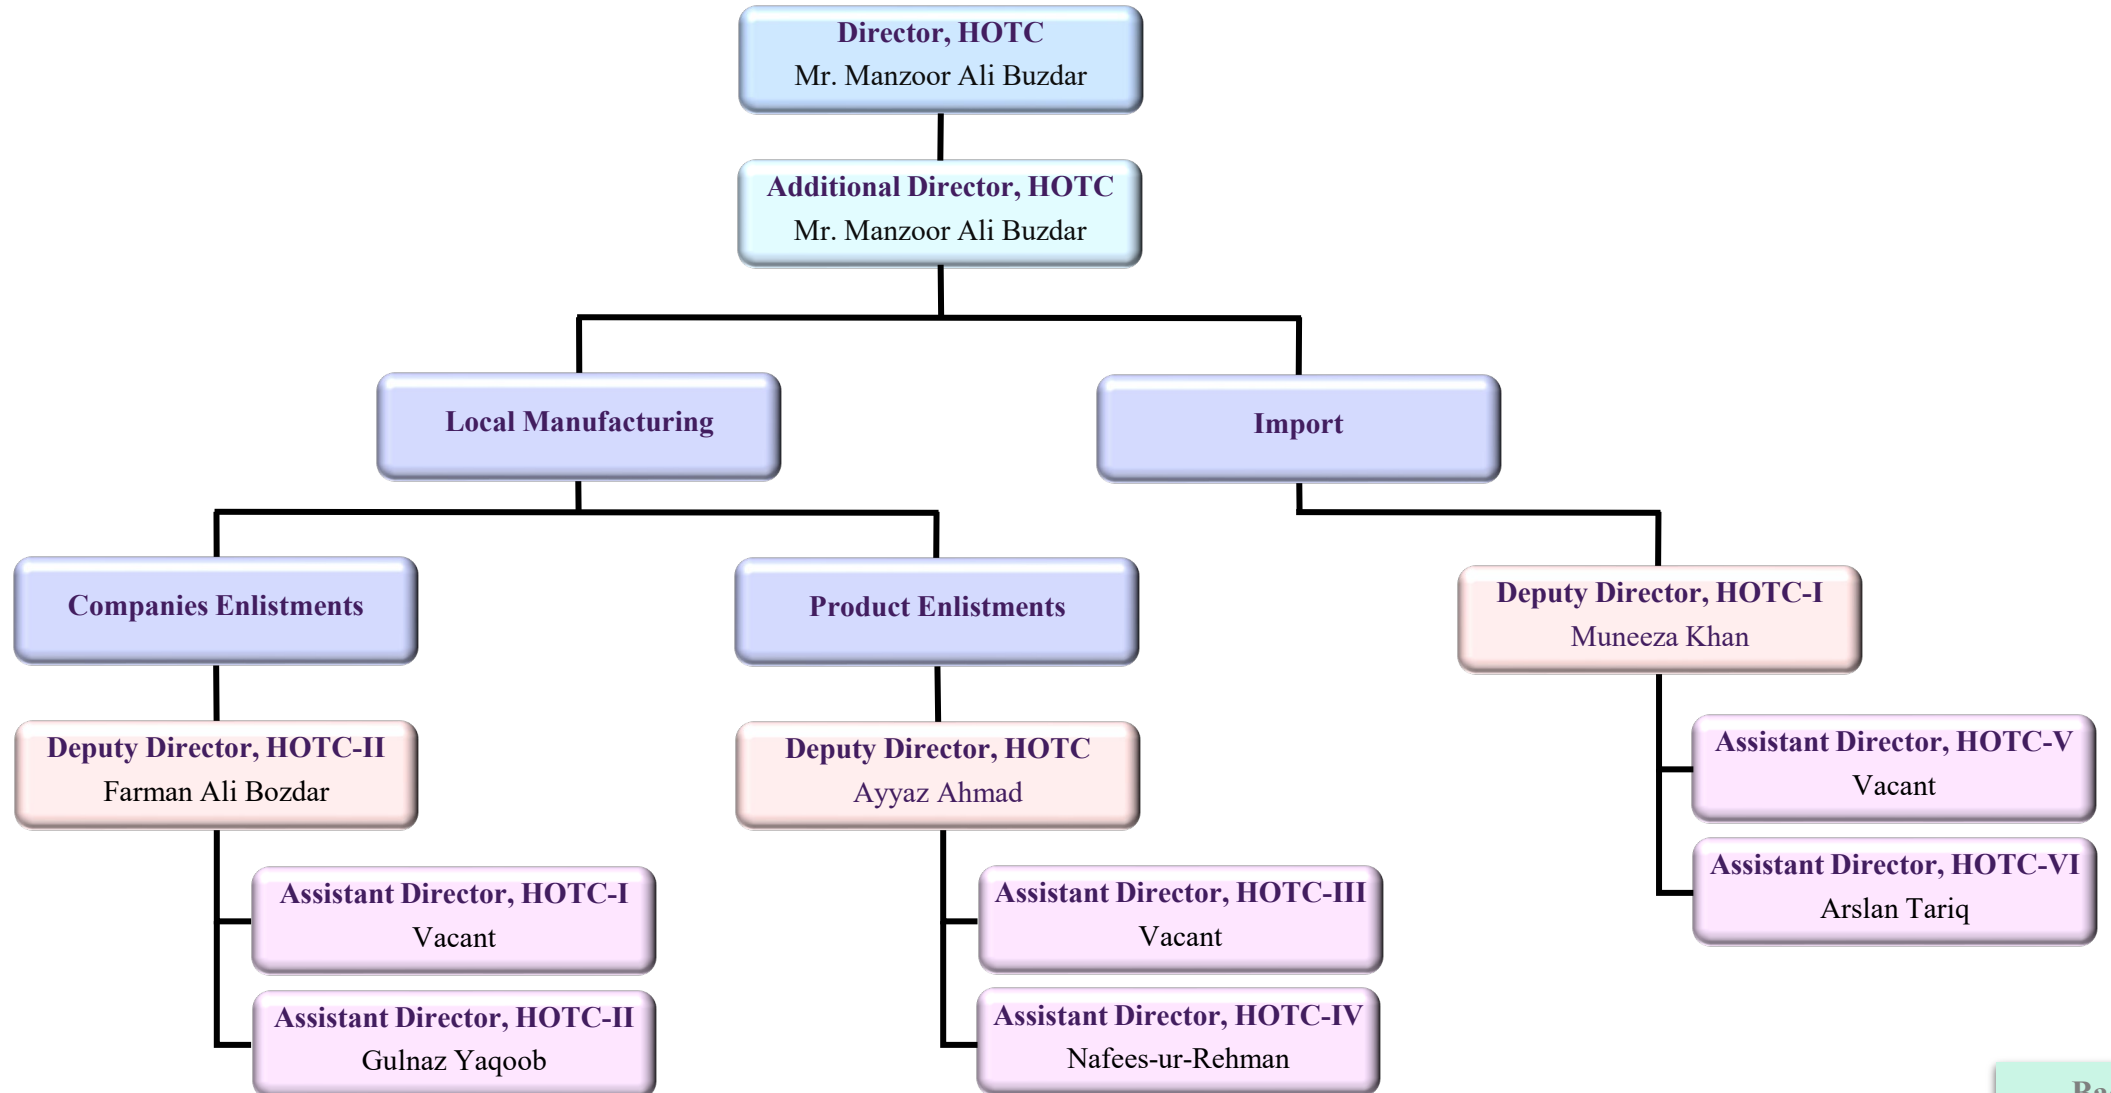 Director, HOTC
Mr. Manzoor Ali Buzdar
Additional Director, HOTC
Mr. Manzoor Ali Buzdar
Local Manufacturing
Import
Companies Enlistments
Product Enlistments
Deputy Director, HOTC-I
Muneeza Khan
Deputy Director, HOTC-II
Farman Ali Bozdar
Deputy Director, HOTC
Ayyaz Ahmad
Assistant Director, HOTC-V
Vacant
Assistant Director, HOTC-VI
Arslan Tariq
Assistant Director, HOTC-I
Vacant
Assistant Director, HOTC-III
Vacant
Assistant Director, HOTC-II
Gulnaz Yaqoob
Assistant Director, HOTC-IV
Nafees-ur-Rehman